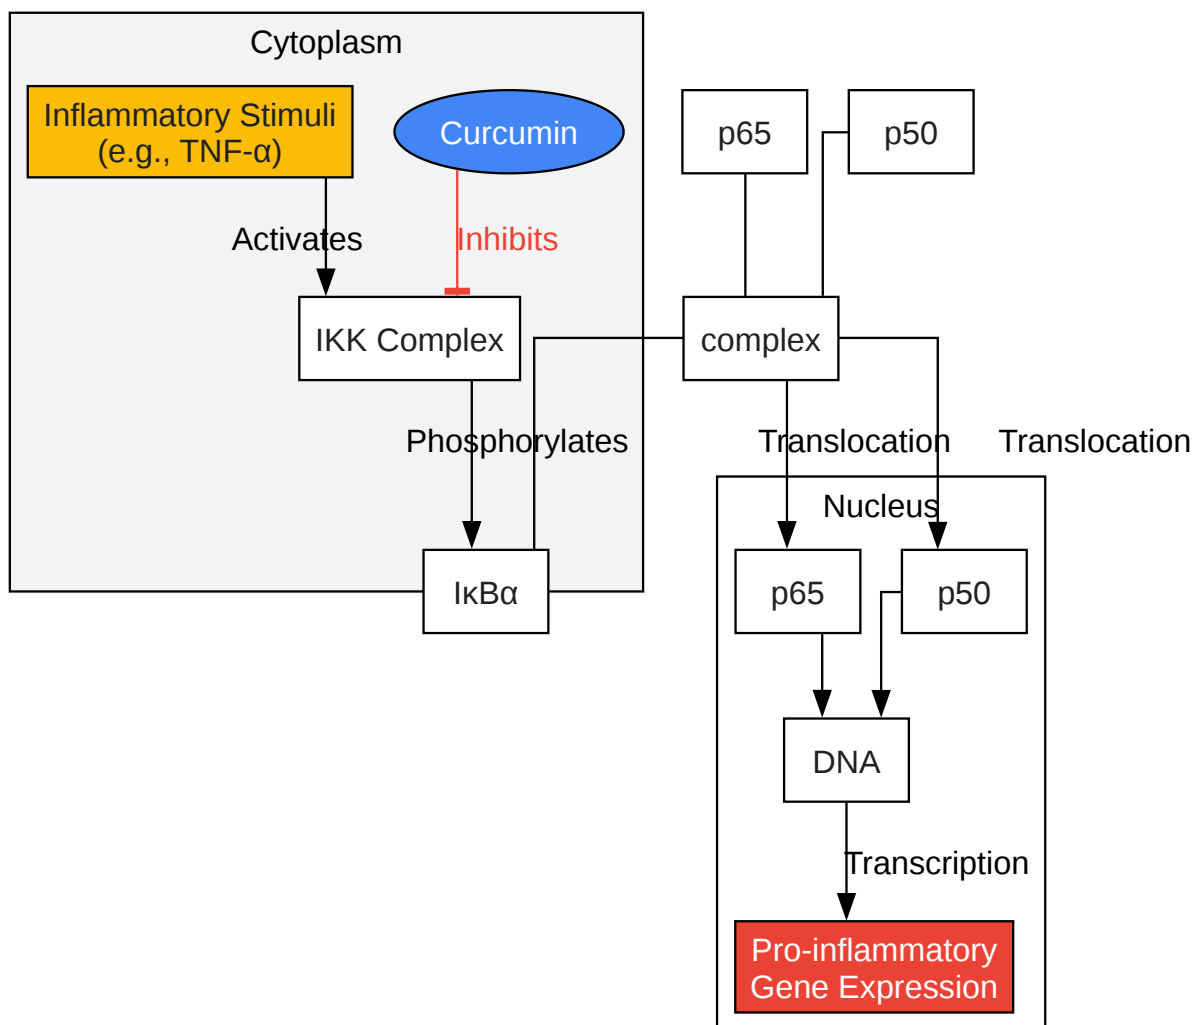 Cytoplasm
Inflammatory Stimuli
(e.g., TNF-α)
Curcumin
p65
p50
Activates
Inhibits
IKK Complex
complex
Phosphorylates
Translocation
Translocation
Nucleus
IκBα
p65
p50
DNA
Transcription
Pro-inflammatory
Gene Expression